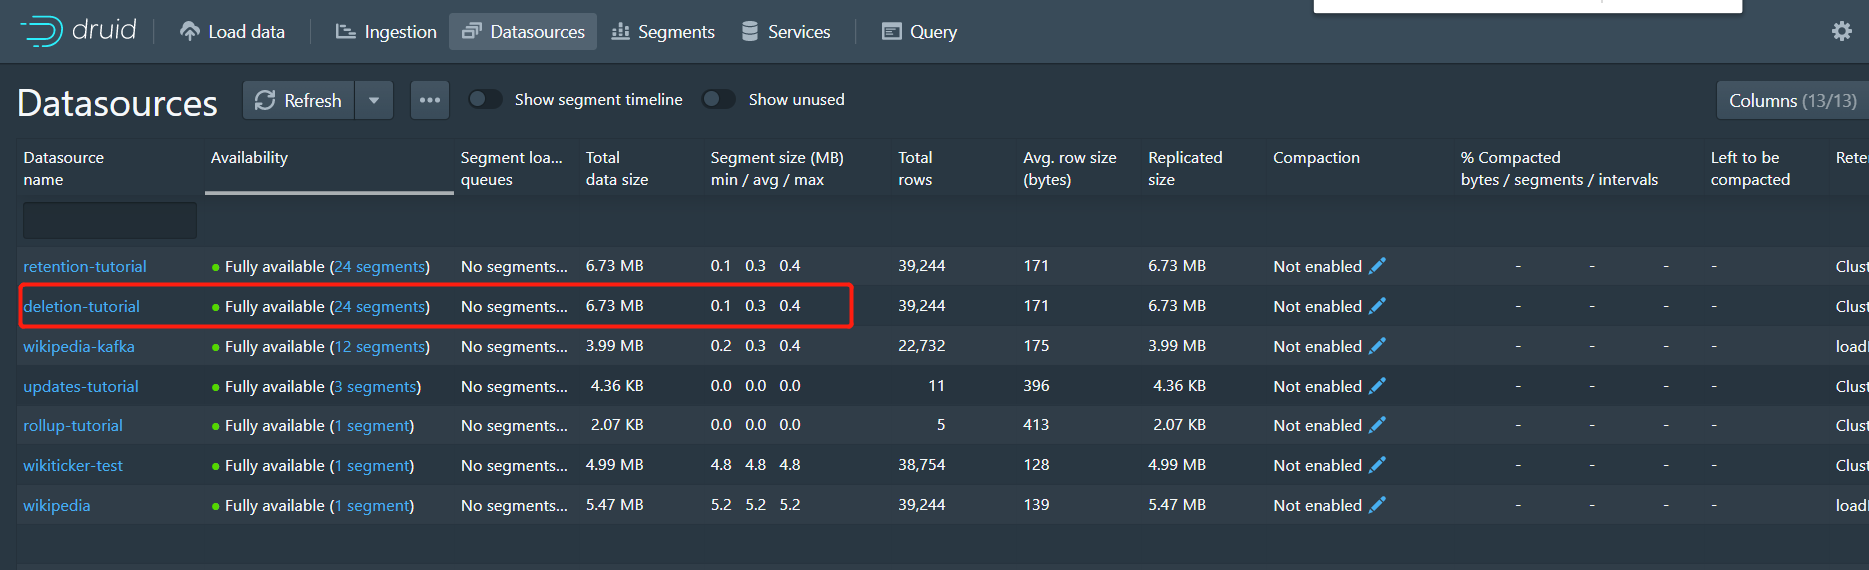 druid Load data Ingestion Datasources Segments Services Query
Datasources Refresh ••• Show segment timeline Show unused Columns (13/13)
Datasource name Availability Segment loa... queues Total data size Segment size (MB) min / avg / max Total rows Avg. row size (bytes) Replicated size Compaction % Compacted bytes / segments / intervals Left to be compacted Rete
retention-tutorial Fully available (24 segments) No segments... 6.73 MB 0.1 0.3 0.4 39,244 171 6.73 MB Not enabled - - - - Clust
deletion-tutorial Fully available (24 segments) No segments... 6.73 MB 0.1 0.3 0.4 39,244 171 6.73 MB Not enabled - - - - Clust
wikipedia-kafka Fully available (12 segments) No segments... 3.99 MB 0.2 0.3 0.4 22,732 175 3.99 MB Not enabled - - - - load
updates-tutorial Fully available (3 segments) No segments... 4.36 KB 0.0 0.0 0.0 11 396 4.36 KB Not enabled - - - - Clust
rollup-tutorial Fully available (1 segment) No segments... 2.07 KB 0.0 0.0 0.0 5 413 2.07 KB Not enabled - - - - Clust
wikiticker-test Fully available (1 segment) No segments... 4.99 MB 4.8 4.8 4.8 38,754 128 4.99 MB Not enabled - - - - Clust
wikipedia Fully available (1 segment) No segments... 5.47 MB 5.2 5.2 5.2 39,244 139 5.47 MB Not enabled - - - - load